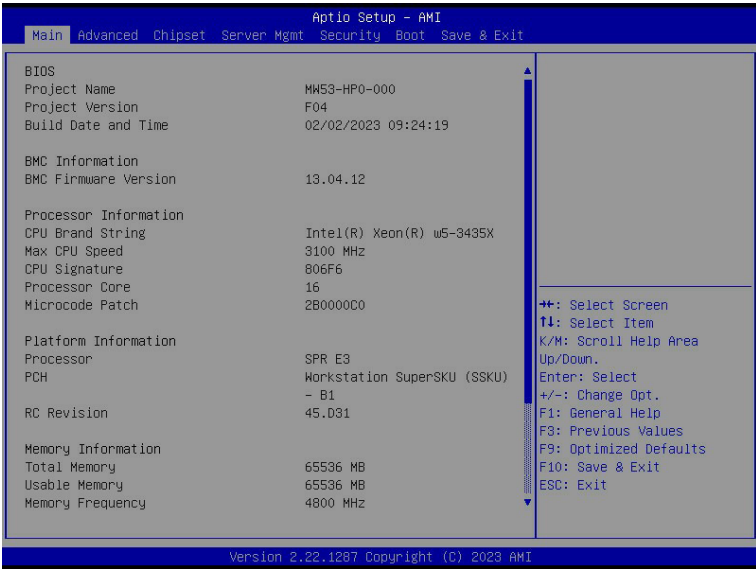 Aptio Setup – AMI
Main Advanced Chipset Server Mgmt Security Boot Save & Exit
BIOS
Project Name MW53-HP0-000
Project Version F04
Build Date and Time 02/02/2023 09:24:19
BMC Information
BMC Firmware Version 13.04.12
Processor Information
CPU Brand String Intel(R) Xeon(R) w5-3435X
Max CPU Speed 3100 MHz
CPU Signature 806F6
Processor Core 16
Microcode Patch 2B0000C0
Platform Information
Processor SPR E3
PCH Workstation SuperSKU (SSKU)
- B1
RC Revision 45.D31
Memory Information
Total Memory 65536 MB
Usable Memory 65536 MB
Memory Frequency 4800 MHz
→←: Select Screen
↑↓: Select Item
K/M: Scroll Help Area
Up/Down.
Enter: Select
+/-: Change Opt.
F1: General Help
F3: Previous Values
F9: Optimized Defaults
F10: Save & Exit
ESC: Exit
Version 2.22.1287 Copyright (C) 2023 AMI